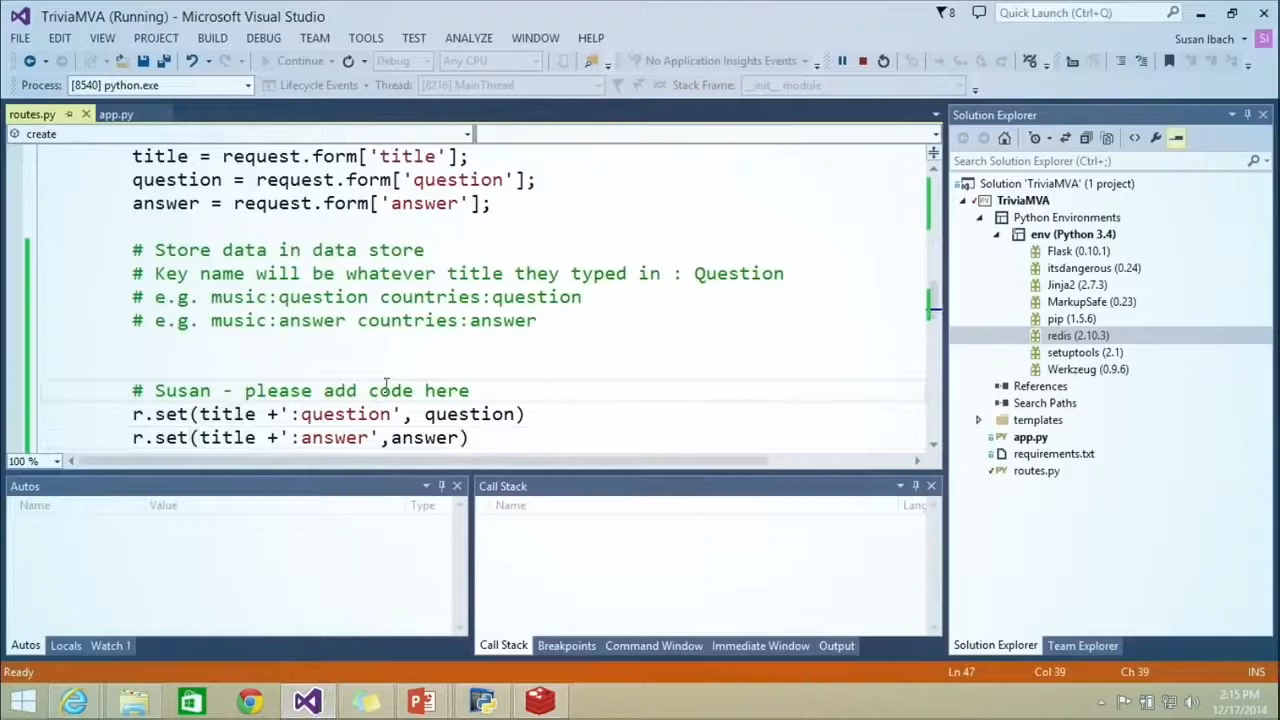 TriviaMVA (Running) - Microsoft Visual Studio
8
Quick Launch (Ctrl+Q)
FILE EDIT VIEW PROJECT BUILD DEBUG TEAM TOOLS TEST ANALYZE WINDOW HELP
Susan Ibach
SI
Continue
Debug
Any CPU
No Application Insights Events
Process: [8540] python.exe
Lifecycle Events
Thread: [8216] MainThread
Stack Frame: __init__ module
routes.py
app.py
create
title = request.form['title'];
question = request.form['question'];
answer = request.form['answer'];
# Store data in data store
# Key name will be whatever title they typed in : Question
# e.g. music:question countries:question
# e.g. music:answer countries:answer
# Susan - please add code here
r.set(title +':question', question)
r.set(title +':answer',answer)
100 %
Autos
Name Value Type
Autos Locals Watch 1
Call Stack
Name Lang
Call Stack Breakpoints Command Window Immediate Window Output
Solution Explorer
Search Solution Explorer (Ctrl+;)
Solution 'TriviaMVA' (1 project)
TriviaMVA
Python Environments
env (Python 3.4)
Flask (0.10.1)
itsdangerous (0.24)
Jinja2 (2.7.3)
MarkupSafe (0.23)
pip (1.5.6)
redis (2.10.3)
setuptools (2.1)
Werkzeug (0.9.6)
References
Search Paths
templates
app.py
requirements.txt
routes.py
Solution Explorer Team Explorer
Ready
Ln 47 Col 39 Ch 39 INS
2:15 PM
12/17/2014